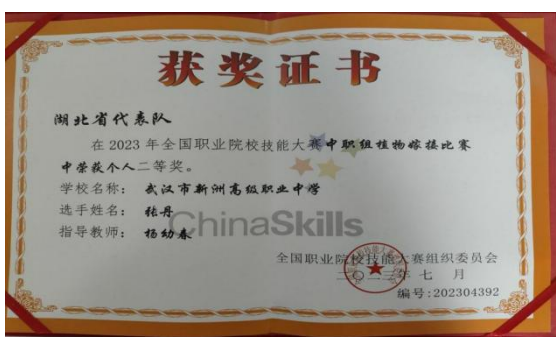 获奖证书
湖北省代表队
在 2023 年全国职业院校技能大赛中职组植物嫁接比赛
中荣获个人二等奖。
学校名称：武汉市新洲高级职业中学
选手姓名：张丹
指导教师：杨幼春
ChinaSkills
全国职业院校技能大赛组织委员会
二〇二三年七月
编号:202304392